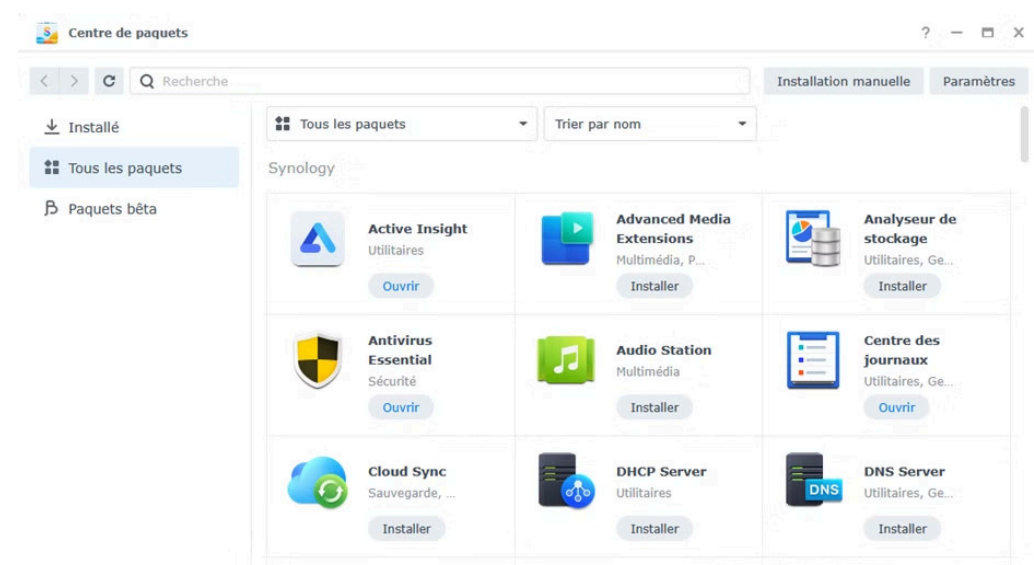 Centre de paquets
Recherche
Installation manuelle
Paramètres
Installé
Tous les paquets
Paquets bêta
Tous les paquets
Trier par nom
Synology
Active Insight
Utilitaires
Ouvrir
Advanced Media
Extensions
Multimédia, P...
Installer
Analyseur de
stockage
Utilitaires, Ge...
Installer
Antivirus
Essential
Sécurité
Ouvrir
Audio Station
Multimédia
Installer
Centre des
journaux
Utilitaires, Ge...
Ouvrir
Cloud Sync
Sauvegarde, ...
Installer
DHCP Server
Utilitaires
Installer
DNS
DNS Server
Utilitaires, Ge...
Installer